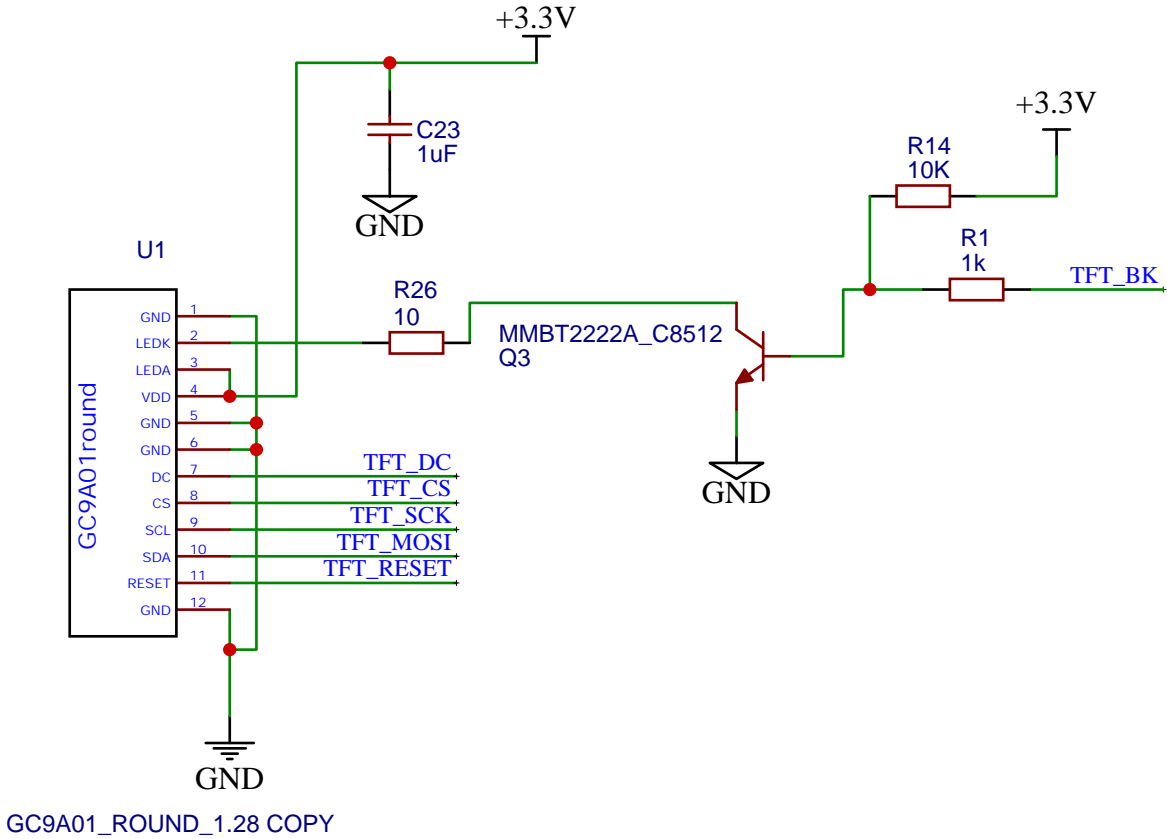 +3.3V
C23
1uF
GND
+3.3V
R14
10K
R1
1k
TFT_BK
U1
R26
10
MMBT2222A_C8512
Q3
GND
GC9A01round
GND 1
LEDK 2
LEDA 3
VDD 4
GND 5
GND 6
DC 7 TFT_DC
CS 8 TFT_CS
SCL 9 TFT_SCK
SDA 10 TFT_MOSI
RESET 11 TFT_RESET
GND 12
GND
GC9A01_ROUND_1.28 COPY